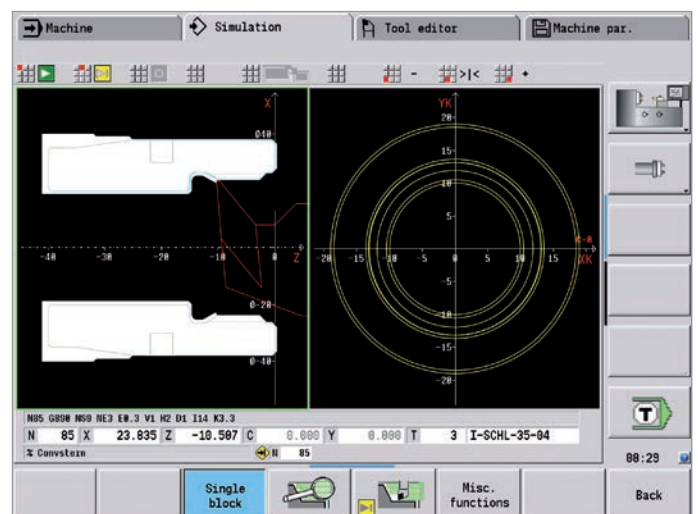 Machine
Simulation
Tool editor
Machine par.
- >|< +
X
Ø40
-40 -30 -20 -10 0 Z
Ø-20
Ø-40
YK
20
15
10
5
-20 -15 -10 -5 5 10 15 XK
-5
-10
-15
-20
N85 G890 NS9 NE3 E0.3 V1 H2 D1 I14 K3.3
N 85 X 23.035 Z -10.507 C 0.000 Y 0.000 T 3 I-SCHL-35-04
% Convstern N 85
T
08:29
Single block
Misc. functions
Back